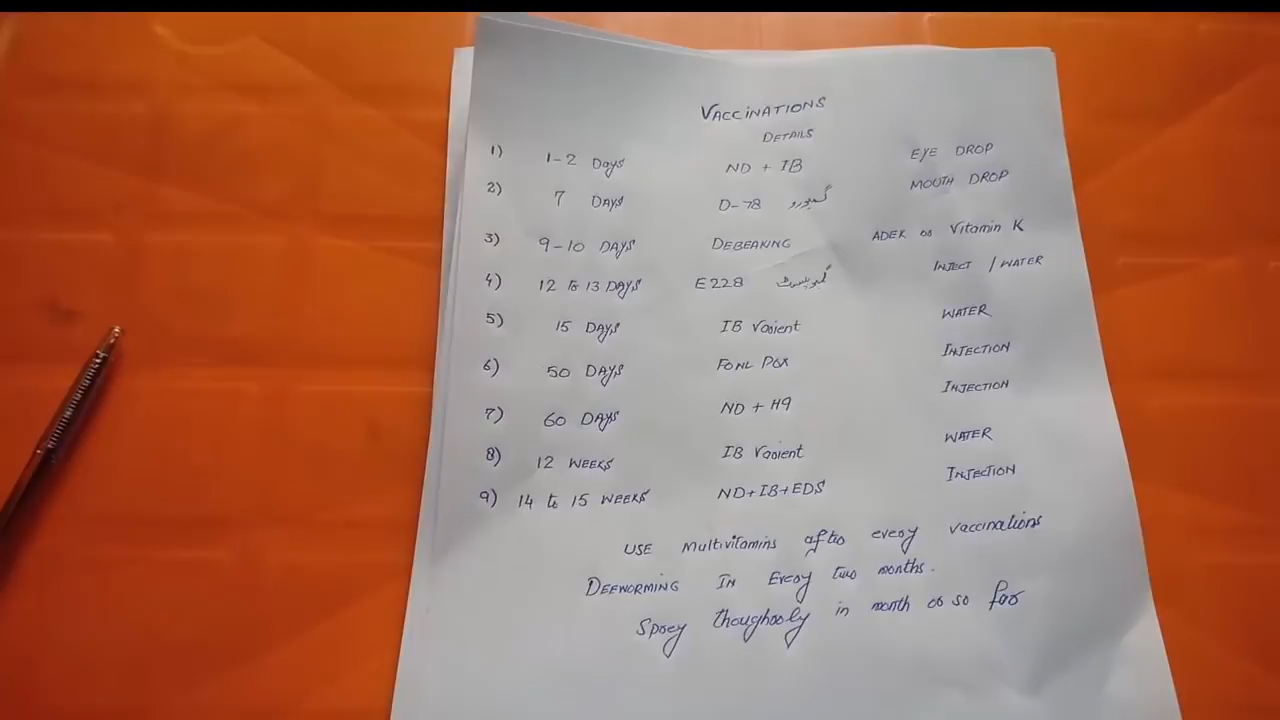 VACCINATIONS
DETAILS
1) 1-2 DAYS ND + IB EYE DROP
2) 7 DAYS D-78 گمبورو MOUTH DROP
3) 9-10 DAYS DEBEAKING ADEK or Vitamin K
4) 12 to 13 DAYS E228 INJECT / WATER
5) 15 DAYS IB Varient WATER
6) 50 DAYS FOWL POX INJECTION
7) 60 DAYS ND + H9 INJECTION
8) 12 WEEKS IB Varient WATER
9) 14 to 15 WEEKS ND+IB+EDS INJECTION
USE Multivitamins after every vaccinations
DEEWORMING IN Every two months.
Sprey thoughorly in month or so far